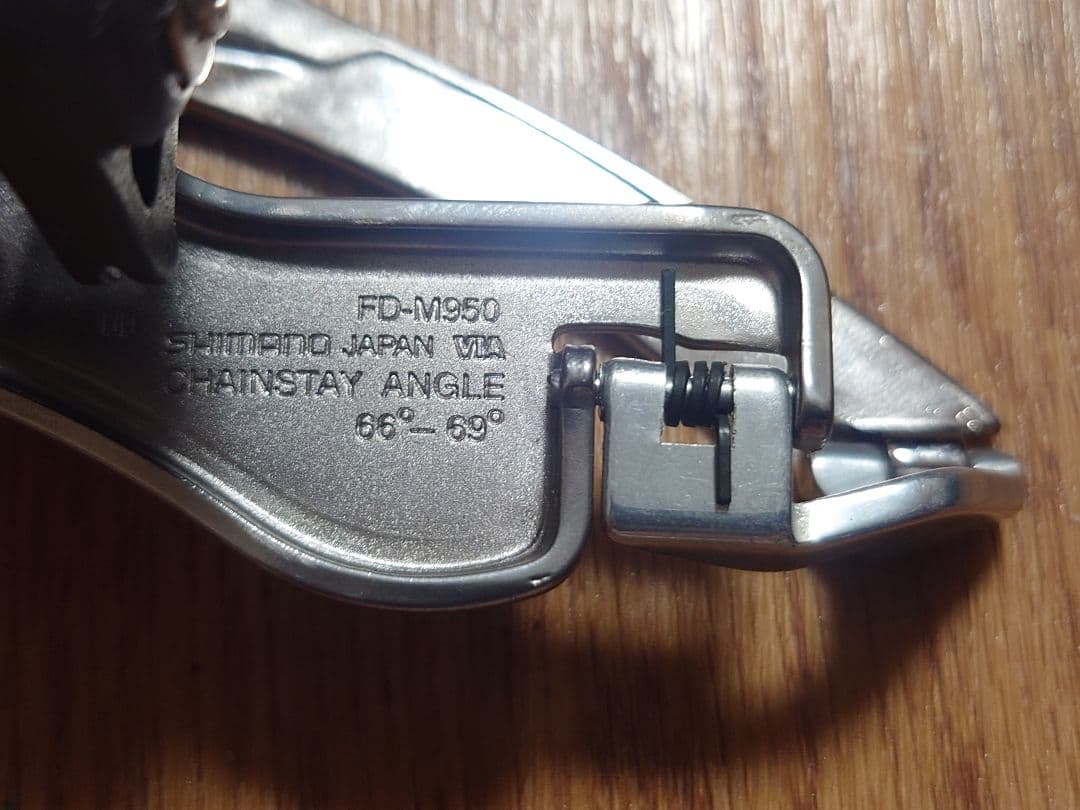 FD-M950
SHIMANO JAPAN VIA
CHAINSTAY ANGLE
66°-69°